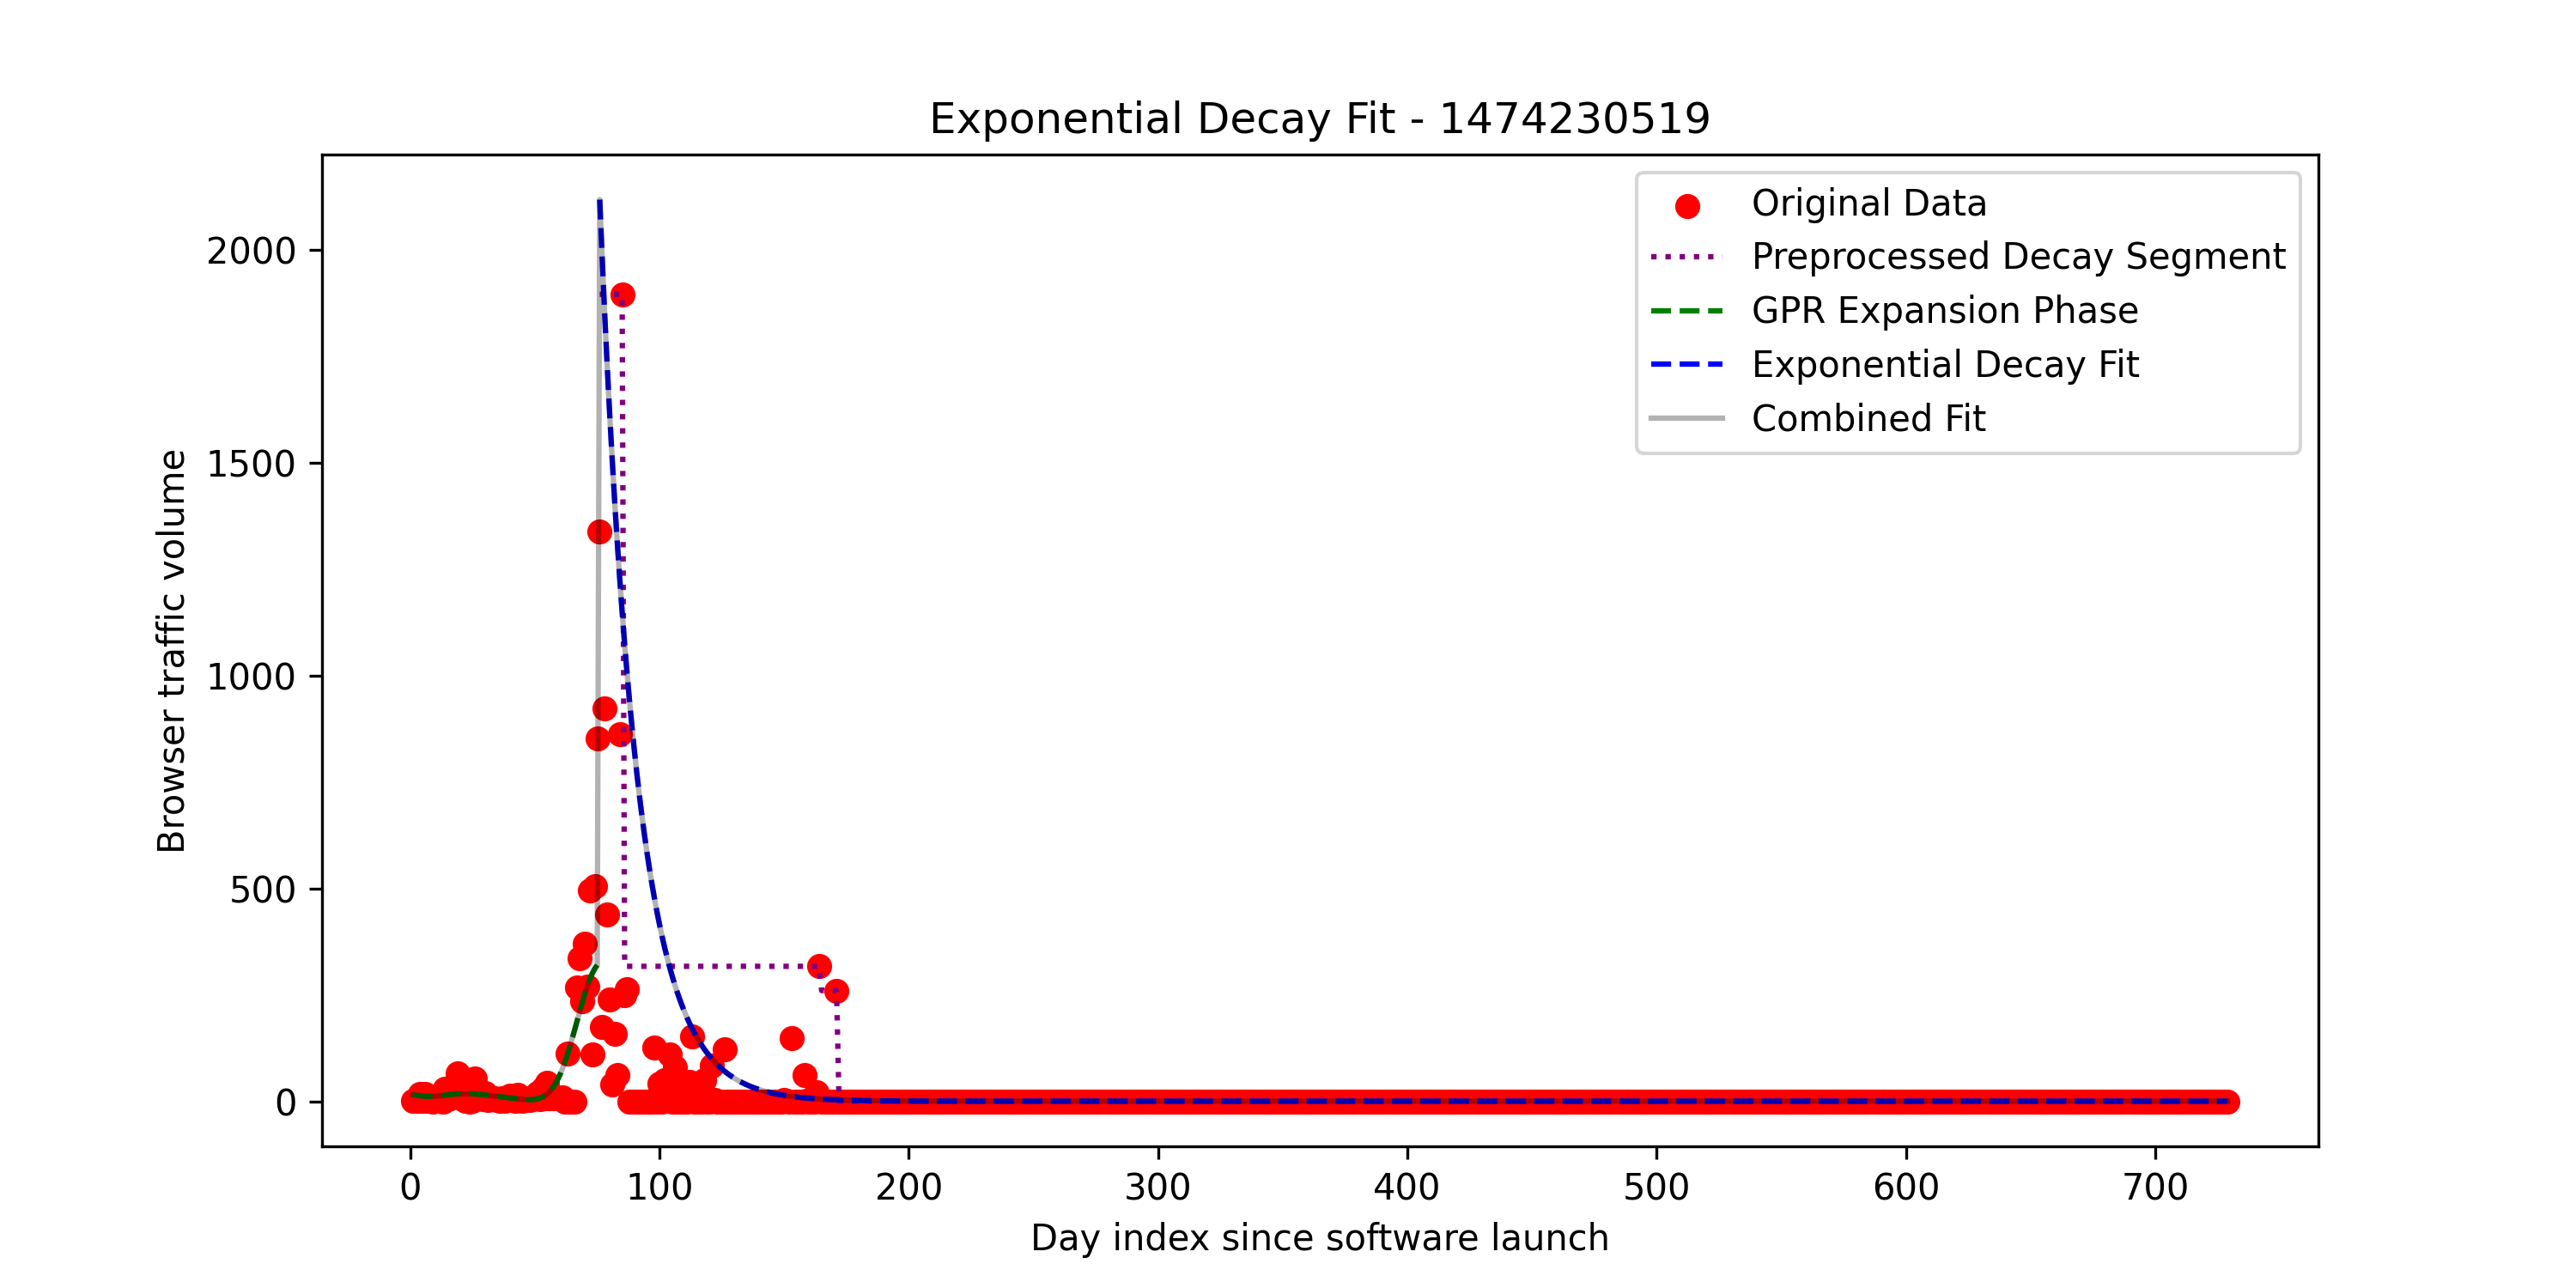 Exponential Decay Fit - 1474230519
Original Data
Preprocessed Decay Segment
GPR Expansion Phase
Exponential Decay Fit
Combined Fit
Browser traffic volume
2000
1500
1000
500
0
0 100 200 300 400 500 600 700
Day index since software launch